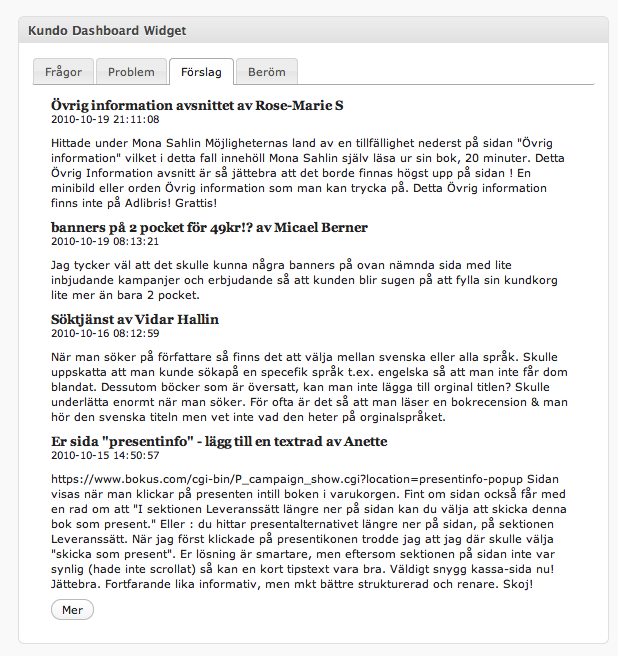 Kundo Dashboard Widget
Frågor Problem Förslag Beröm
Övrig information avsnittet av Rose-Marie S
2010-10-19 21:11:08
Hittade under Mona Sahlin Möjligheternas land av en tillfällighet nederst på sidan "Övrig
information" vilket i detta fall innehöll Mona Sahlin själv läsa ur sin bok, 20 minuter. Detta
Övrig Information avsnitt är så jättebra att det borde finnas högst upp på sidan ! En
minibild eller orden Övrig information som man kan trycka på. Detta Övrig information
finns inte på Adlibris! Grattis!
banners på 2 pocket för 49kr!? av Micael Berner
2010-10-19 08:13:21
Jag tycker väl att det skulle kunna några banners på ovan nämnda sida med lite
inbjudande kampanjer och erbjudande så att kunden blir sugen på att fylla sin kundkorg
lite mer än bara 2 pocket.
Söktjänst av Vidar Hallin
2010-10-16 08:12:59
När man söker på författare så finns det att välja mellan svenska eller alla språk. Skulle
uppskatta att man kunde sökapå en specefik språk t.ex. engelska så att man inte får dom
blandat. Dessutom böcker som är översatt, kan man inte lägga till orginal titlen? Skulle
underlätta enormt när man söker. För ofta är det så att man läser en bokrecension & man
hör den svenska titeln men vet inte vad den heter på orginalspråket.
Er sida "presentinfo" - lägg till en textrad av Anette
2010-10-15 14:50:57
https://www.bokus.com/cgi-bin/P_campaign_show.cgi?location=presentinfo-popup Sidan
visas när man klickar på presenten intill boken i varukorgen. Fint om sidan också får med
en rad om att "I sektionen Leveranssätt längre ner på sidan kan du välja att skicka denna
bok som present." Eller : du hittar presentalternativet längre ner på sidan, på sektionen
Leveranssätt. När jag först klickade på presentikonen trodde jag att jag där skulle välja
"skicka som present". Er lösning är smartare, men eftersom sektionen på sidan inte var
synlig (hade inte scrollat) så kan en kort tipstext vara bra. Väldigt snygg kassa-sida nu!
Jättebra. Fortfarande lika informativ, men mkt bättre strukturerad och renare. Skoj!
Mer